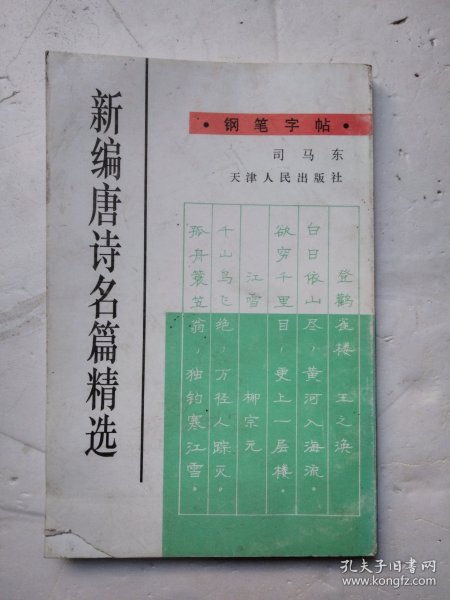 新编唐诗名篇精选
•钢笔字帖•
司马东
天津人民出版社
登鹳雀楼 王之涣
白日依山尽，黄河入海流。
欲穷千里目，更上一层楼。
江雪 柳宗元
千山鸟飞绝，万径人踪灭。
孤舟蓑笠翁，独钓寒江雪。
孔夫子旧书网
www.kongfz.com